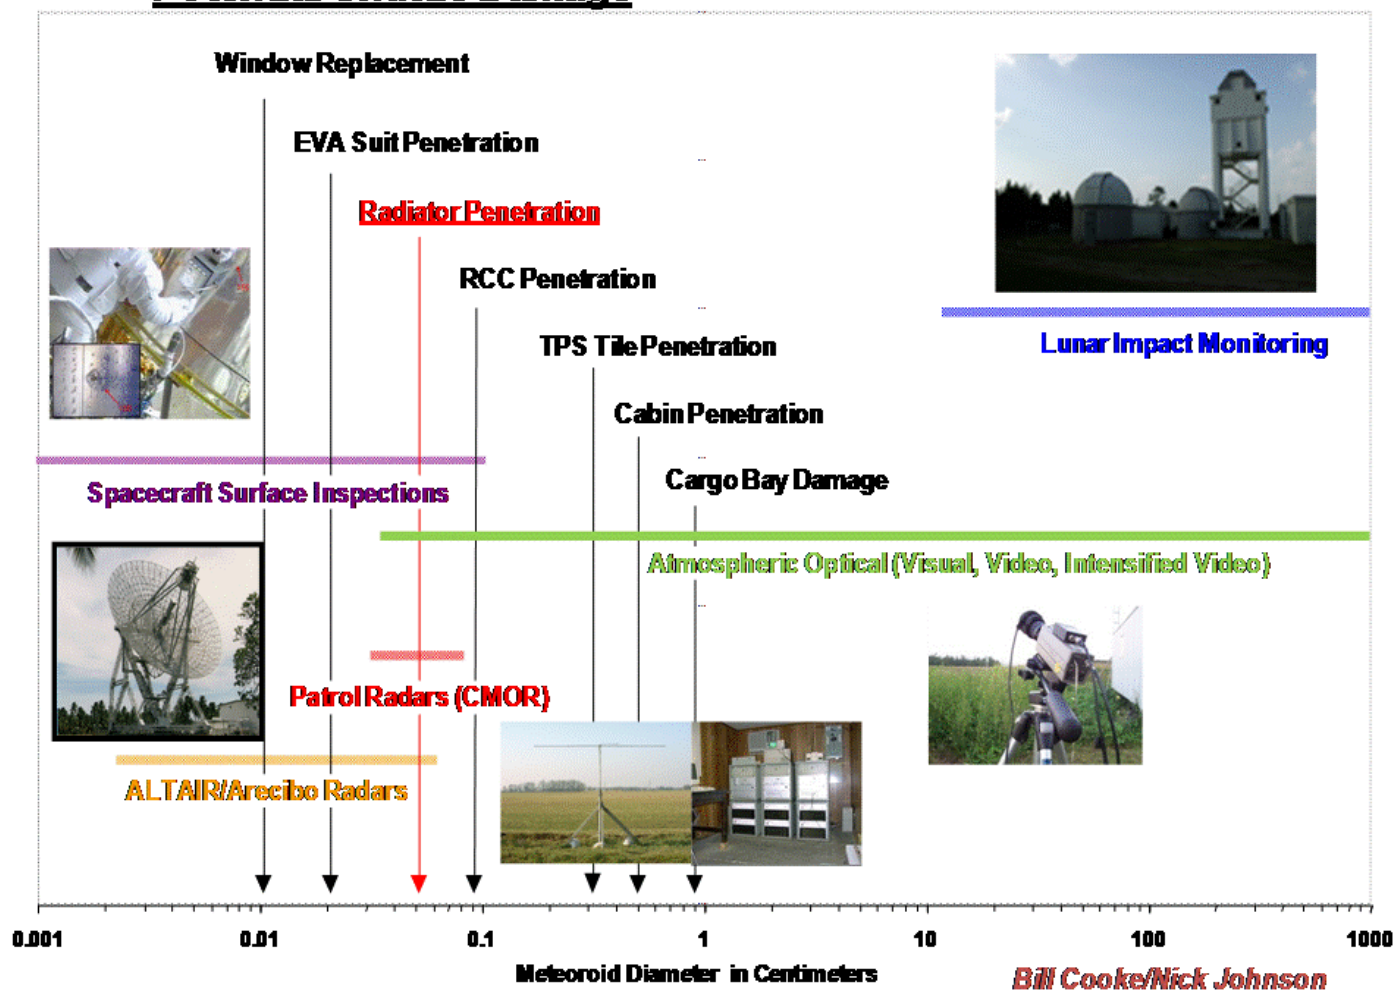 Window Replacement
EVA Suit Penetration
Radiator Penetration
RCC Penetration
TPS Tile Penetration
Lunar Impact Monitoring
Cabin Penetration
Cargo Bay Damage
Spacecraft Surface Inspections
Atmospheric Optical (Visual, Video, Intensified Video)
Patrol Radars (CMOR)
ALTAIR/Arecibo Radars
0.001 0.01 0.1 1 10 100 1000
Meteoroid Diameter in Centimeters
Bill Cooke/Nick Johnson